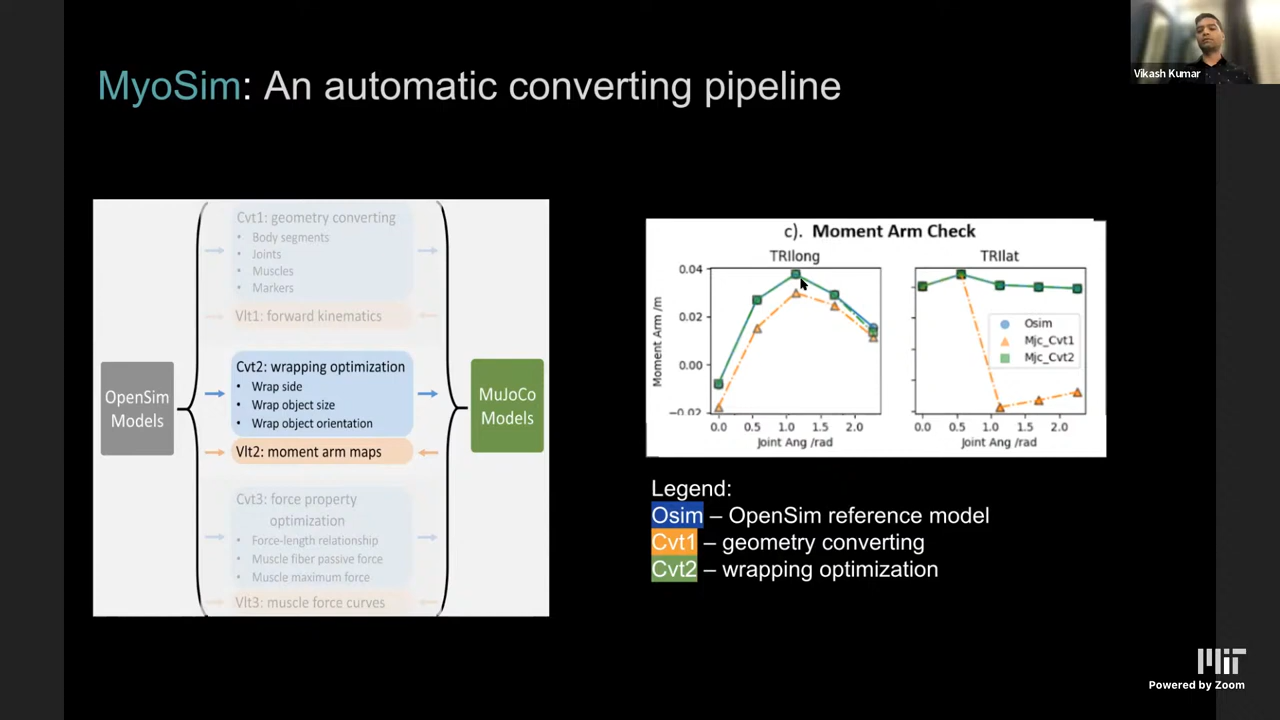 Vikash Kumar
MyoSim: An automatic converting pipeline
OpenSim
Models
Cvt1: geometry converting
• Body segments
• Joints
• Muscles
• Markers
Vlt1: forward kinematics
Cvt2: wrapping optimization
• Wrap side
• Wrap object size
• Wrap object orientation
Vlt2: moment arm maps
Cvt3: force property
optimization
• Force-length relationship
• Muscle fiber passive force
• Muscle maximum force
Vlt3: muscle force curves
MuJoCo
Models
c). Moment Arm Check
TRIlong
TRIlat
Moment Arm /m
0.04
0.02
0.00
−0.02
0.0 0.5 1.0 1.5 2.0
Joint Ang /rad
0.0 0.5 1.0 1.5 2.0
Joint Ang /rad
Osim
Mjc_Cvt1
Mjc_Cvt2
Legend:
Osim – OpenSim reference model
Cvt1 – geometry converting
Cvt2 – wrapping optimization
MIT
Powered by Zoom